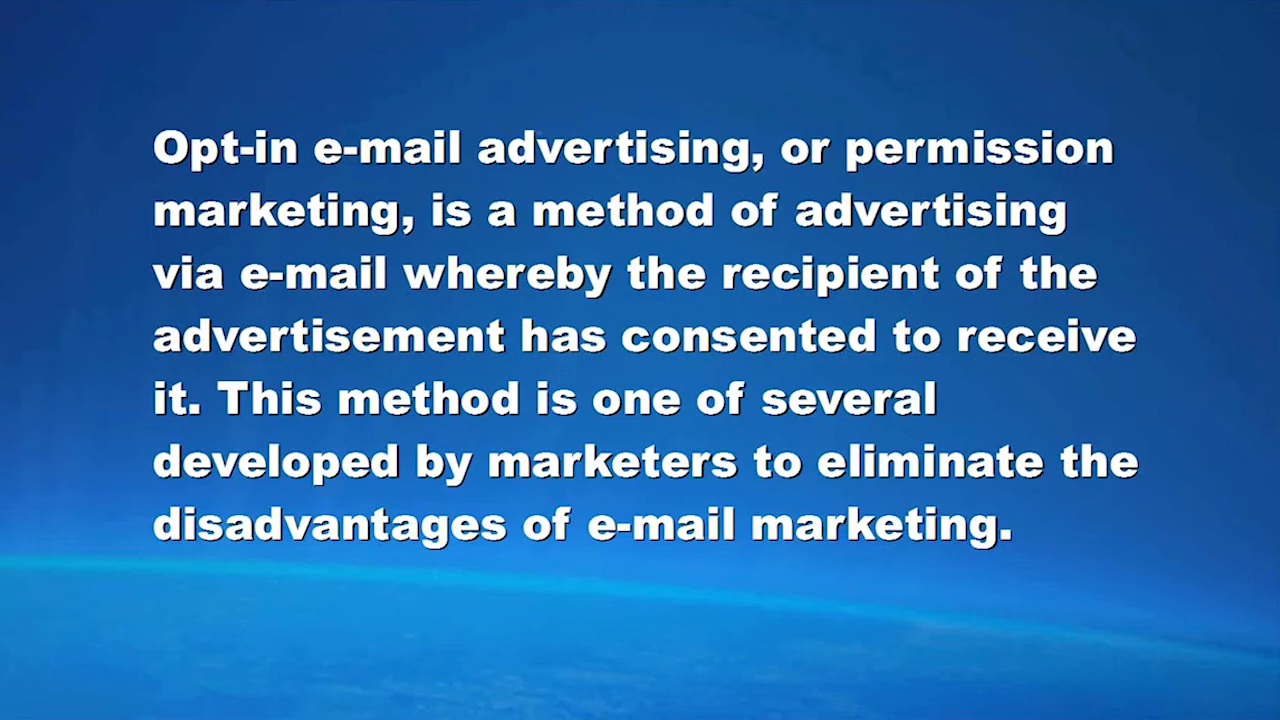 Opt-in e-mail advertising, or permission
marketing, is a method of advertising
via e-mail whereby the recipient of the
advertisement has consented to receive
it. This method is one of several
developed by marketers to eliminate the
disadvantages of e-mail marketing.